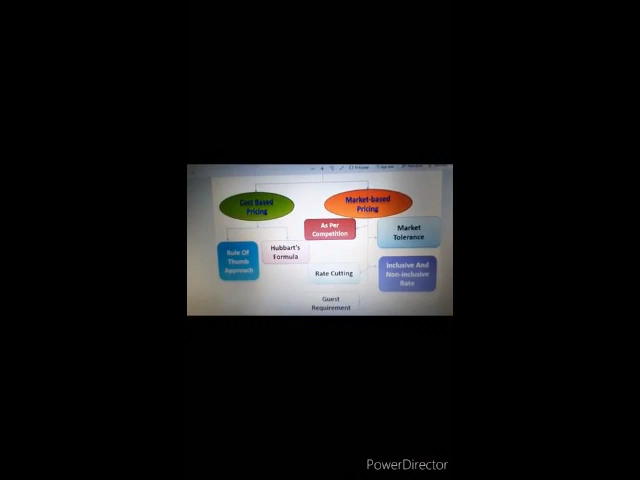 Cost Based
Pricing
Market-based
Pricing
As Per
Competition
Market
Tolerance
Rule Of
Thumb
Approach
Hubbart's
Formula
Rate Cutting
Inclusive And
Non-inclusive
Rate
Guest
Requirement
PowerDirector